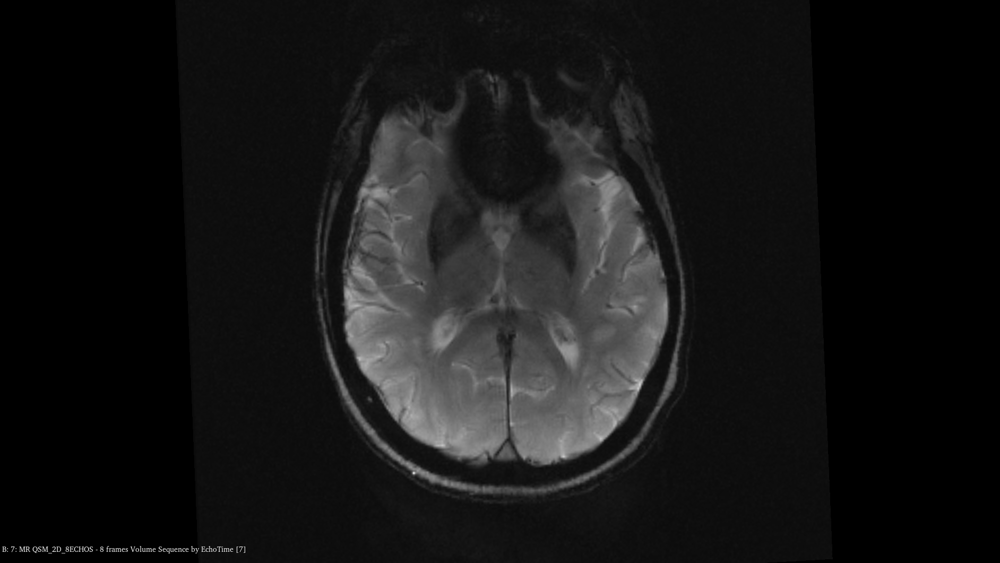 B: 7: MR QSM_2D_8ECHOS - 8 frames Volume Sequence by EchoTime [7]